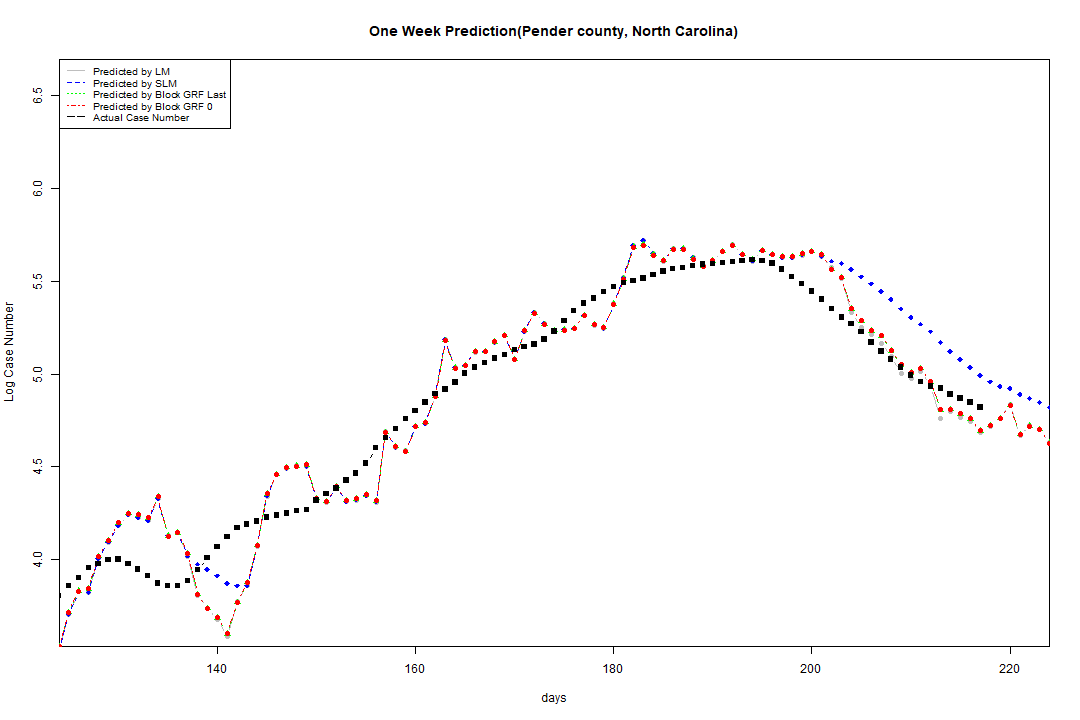 One Week Prediction(Pender county, North Carolina)
Predicted by LM
Predicted by SLM
Predicted by Block GRF Last
Predicted by Block GRF 0
Actual Case Number
6.5
6.0
5.5
5.0
4.5
4.0
Log Case Number
140 160 180 200 220
days